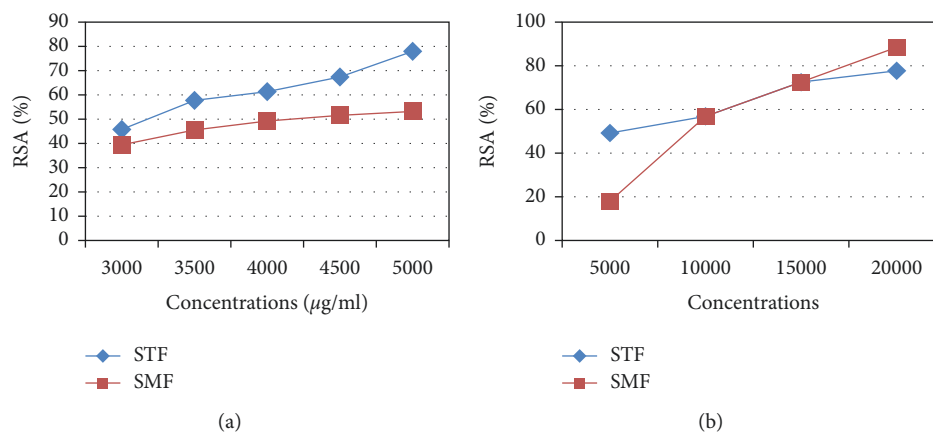 90
80
70
60
50
40
30
20
10
0
RSA (%)
3000 3500 4000 4500 5000
Concentrations (µg/ml)
STF
SMF
(a)
100
80
60
40
20
0
RSA (%)
5000 10000 15000 20000
Concentrations
STF
SMF
(b)